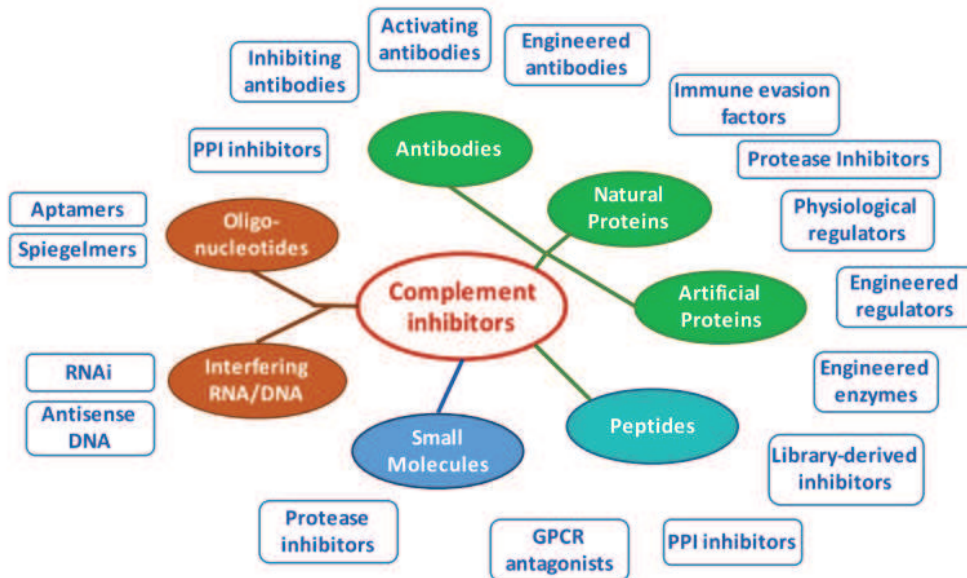 Activating
antibodies
Inhibiting
antibodies
Engineered
antibodies
Immune evasion
factors
PPI inhibitors
Antibodies
Protease Inhibitors
Natural
Proteins
Aptamers
Spiegelmers
Oligo-
nucleotides
Physiological
regulators
Complement
inhibitors
Artificial
Proteins
Engineered
regulators
RNAi
Antisense
DNA
Interfering
RNA/DNA
Engineered
enzymes
Small
Molecules
Peptides
Library-derived
inhibitors
Protease
inhibitors
GPCR
antagonists
PPI inhibitors